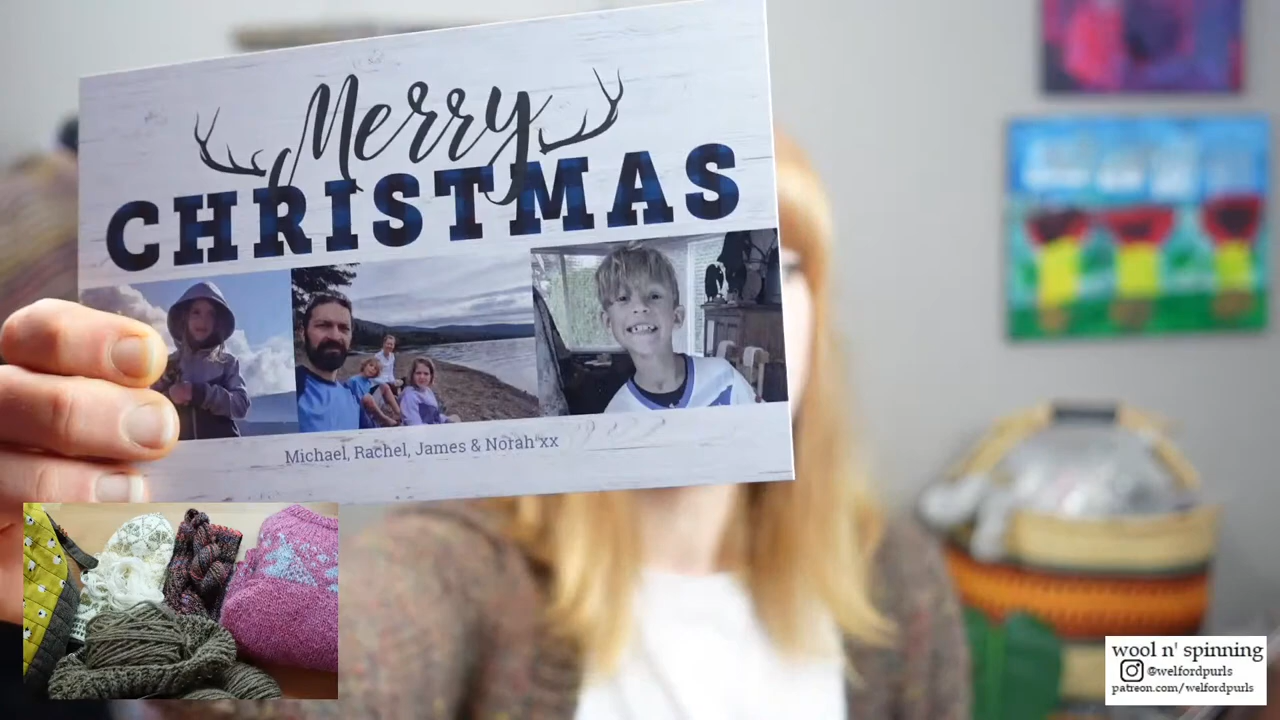 Merry
CHRISTMAS
Michael, Rachel, James & Norah xx
wool n' spinning
@welfordpurls
patreon.com/welfordpurls